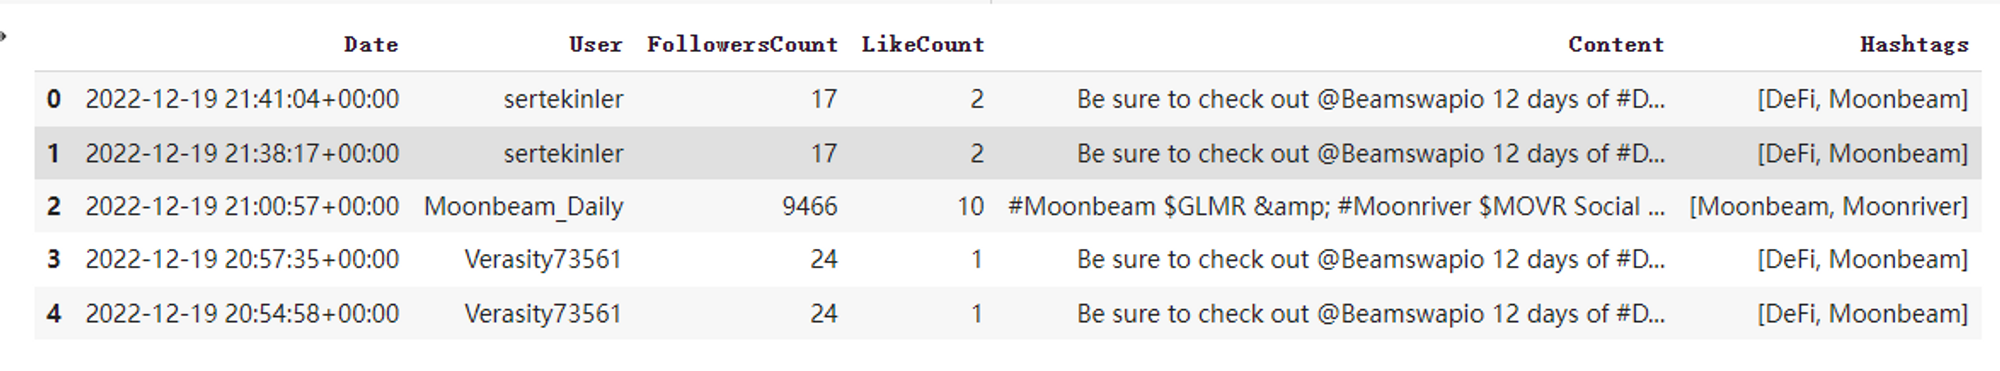 Date User FollowersCount LikeCount Content Hashtags
0 2022-12-19 21:41:04+00:00 sertekinler 17 2 Be sure to check out @Beamswapio 12 days of #D... [DeFi, Moonbeam]
1 2022-12-19 21:38:17+00:00 sertekinler 17 2 Be sure to check out @Beamswapio 12 days of #D... [DeFi, Moonbeam]
2 2022-12-19 21:00:57+00:00 Moonbeam_Daily 9466 10 #Moonbeam $GLMR &amp; #Moonriver $MOVR Social ... [Moonbeam, Moonriver]
3 2022-12-19 20:57:35+00:00 Verasity73561 24 1 Be sure to check out @Beamswapio 12 days of #D... [DeFi, Moonbeam]
4 2022-12-19 20:54:58+00:00 Verasity73561 24 1 Be sure to check out @Beamswapio 12 days of #D... [DeFi, Moonbeam]